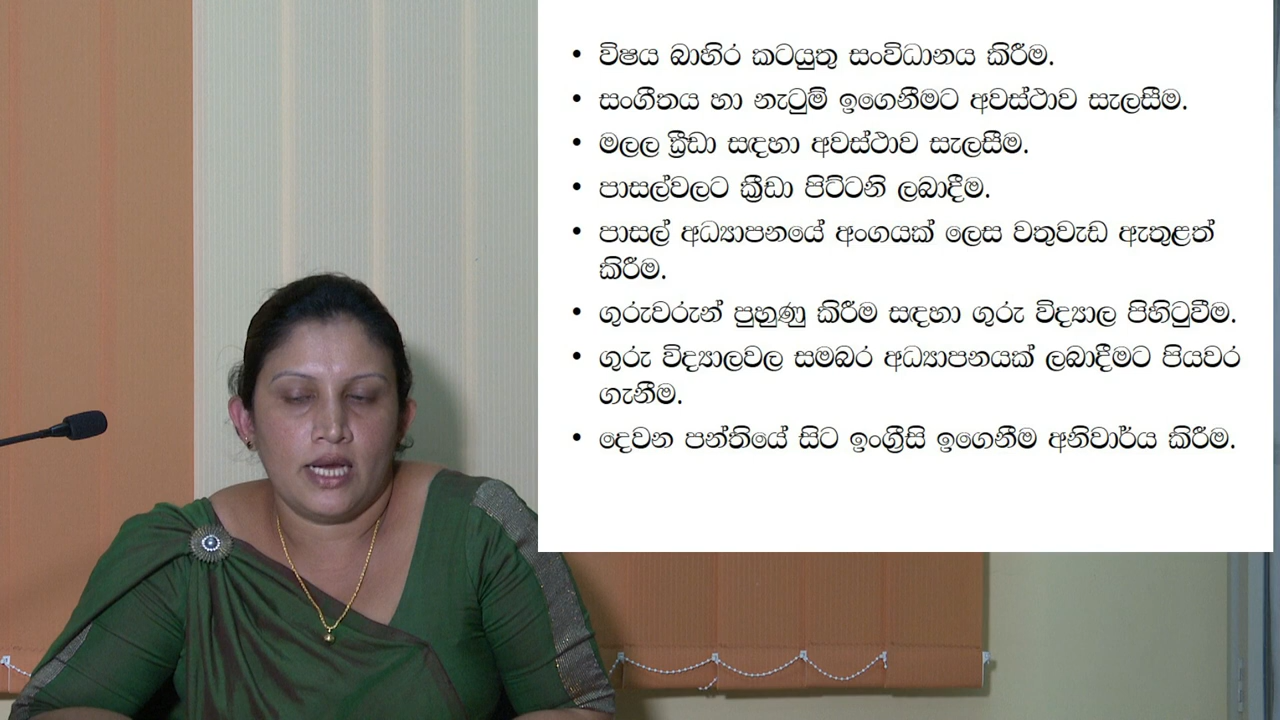 • විෂය බාහිර කටයුතු සංවිධානය කිරීම.
• සංගීතය හා නැටුම් ඉගෙනීමට අවස්ථාව සැලසීම.
• මලල ක්‍රීඩා සඳහා අවස්ථාව සැලසීම.
• පාසල්වලට ක්‍රීඩා පිට්ටනි ලබාදීම.
• පාසල් අධ්‍යාපනයේ අංගයක් ලෙස වතුවැඩ ඇතුළත්
කිරීම.
• ගුරුවරුන් පුහුණු කිරීම සඳහා ගුරු විද්‍යාල පිහිටුවීම.
• ගුරු විද්‍යාලවල සමබර අධ්‍යාපනයක් ලබාදීමට පියවර
ගැනීම.
• දෙවන පන්තියේ සිට ඉංග්‍රීසි ඉගෙනීම අනිවාර්ය කිරීම.